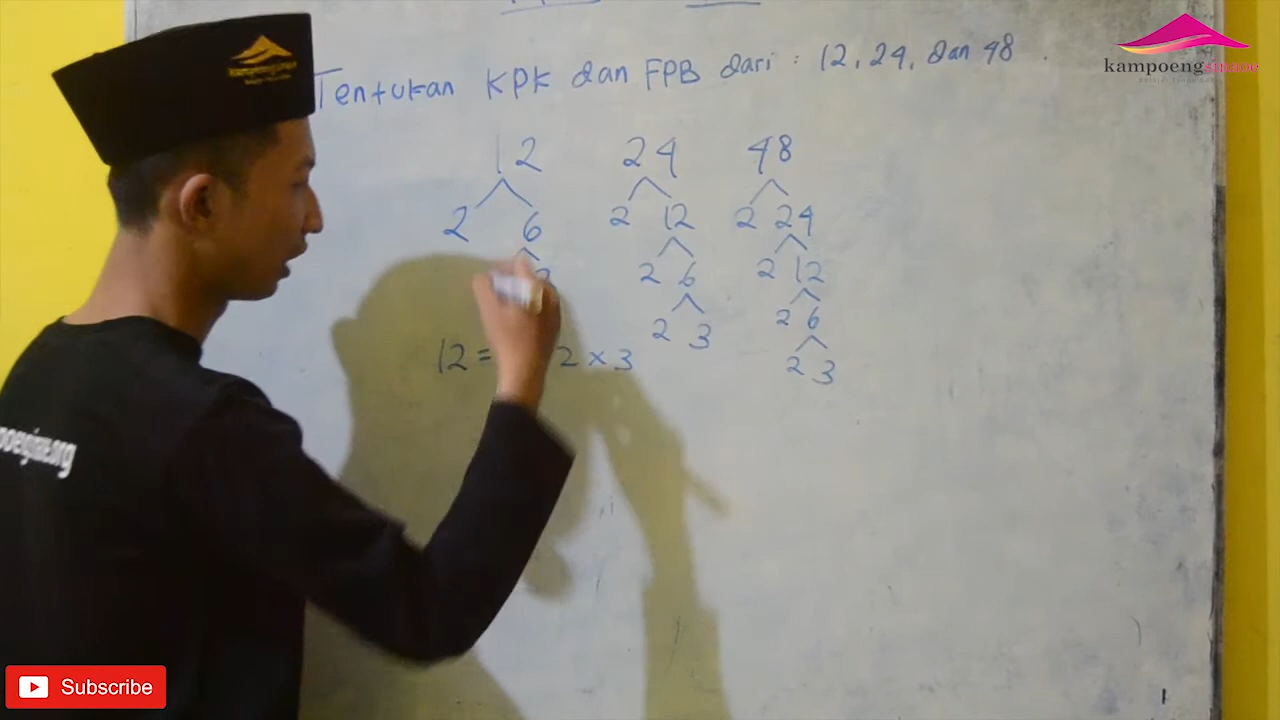 kampoengsinaoe
Tentukan KPK dan FPB dari : 12, 24, dan 48 .
12 24 48
2 6 2 12 2 24
2 6 2 12
2 3 2 6
2 3
12 = 2 x 3
Subscribe